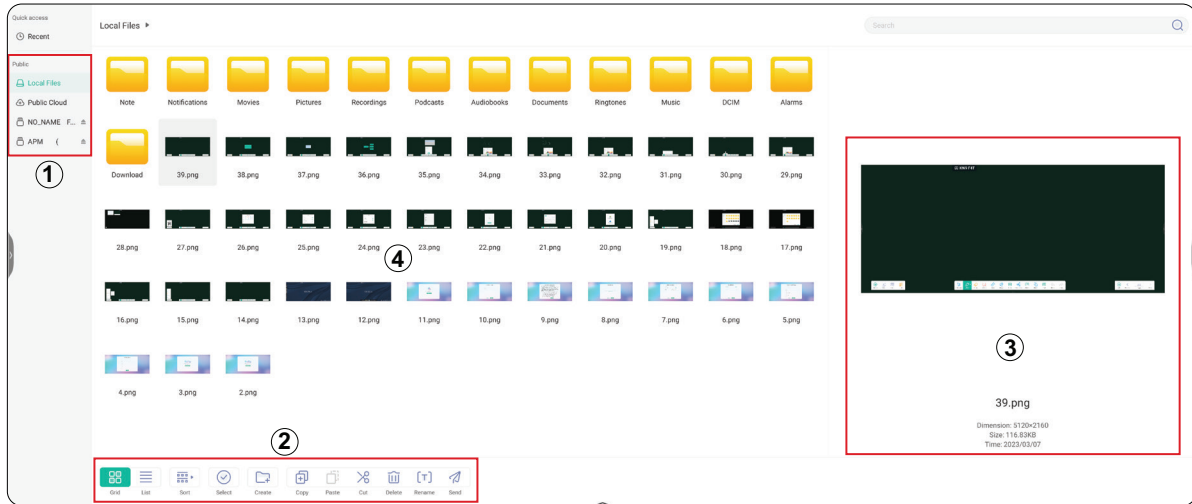 Quick access
Recent
Public
Local Files
Public Cloud
NO_NAME F...
APM (
①
Local Files
Search
Note Notifications Movies Pictures Recordings Podcasts Audiobooks Documents Ringtones Music DCIM Alarms
Download 39.png 38.png 37.png 36.png 35.png 34.png 33.png 32.png 31.png 30.png 29.png
28.png 27.png 26.png 25.png 24.png 23.png 22.png 21.png 20.png 19.png 18.png 17.png
④
16.png 15.png 14.png 13.png 12.png 11.png 10.png 9.png 8.png 7.png 6.png 5.png
4.png 3.png 2.png
②
Grid List Sort Select Create Copy Paste Cut Delete Rename Send
③
39.png
Dimension: 5120×2160
Size: 116.83KB
Time: 2023/03/07